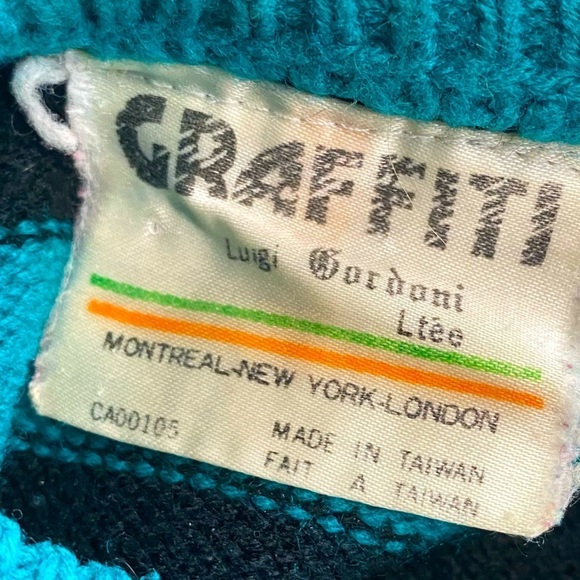 GRAFFITI
Luigi Gordoni
Ltée
MONTREAL-NEW YORK-LONDON
CA00105 MADE IN TAIWAN
FAIT A TAIWAN